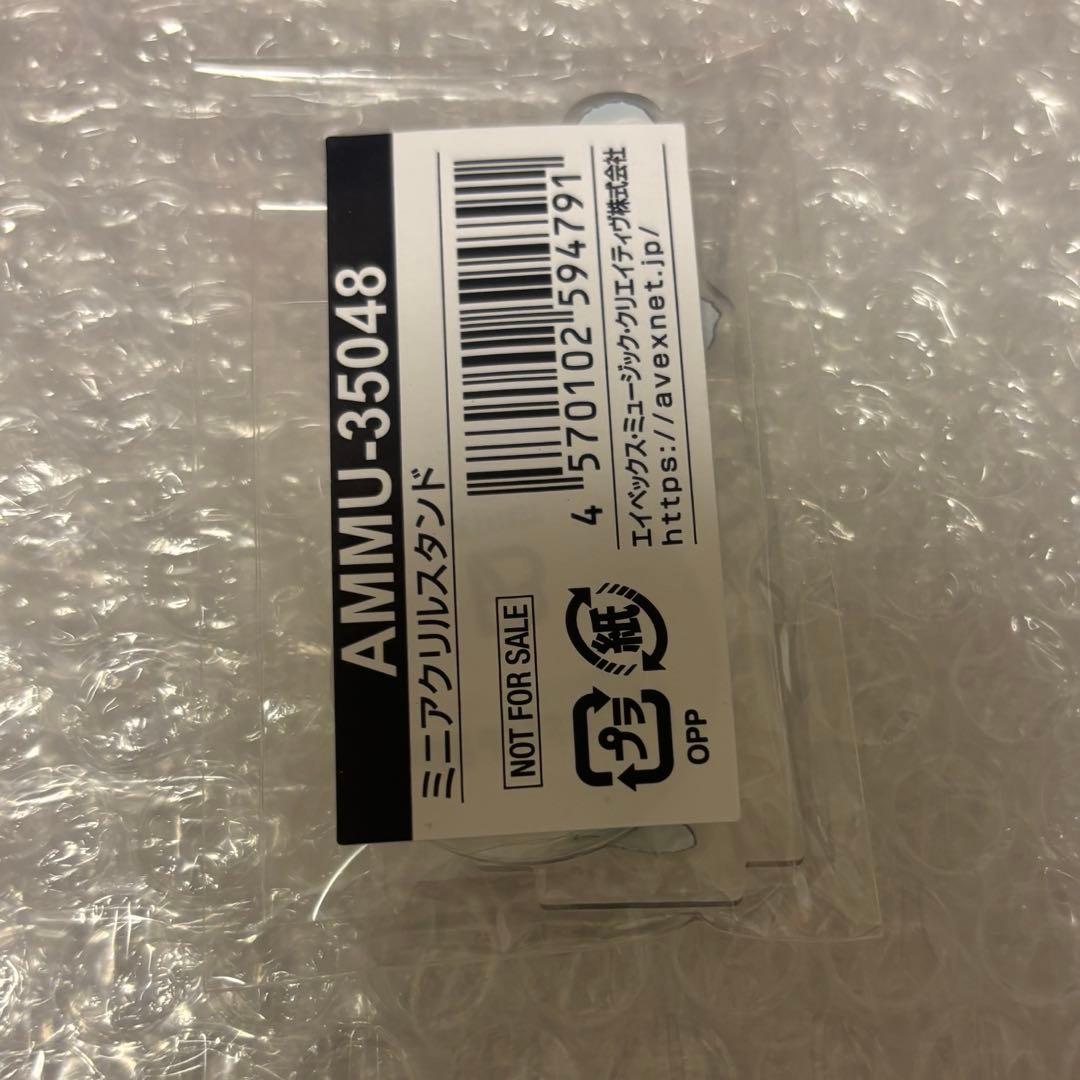 AMMU-35048
ミニアクリルスタンド
NOT FOR SALE
4 570102 594791
プラ
紙
OPP
エイベックス・ミュージック・クリエイティヴ株式会社
https://avexnet.jp/